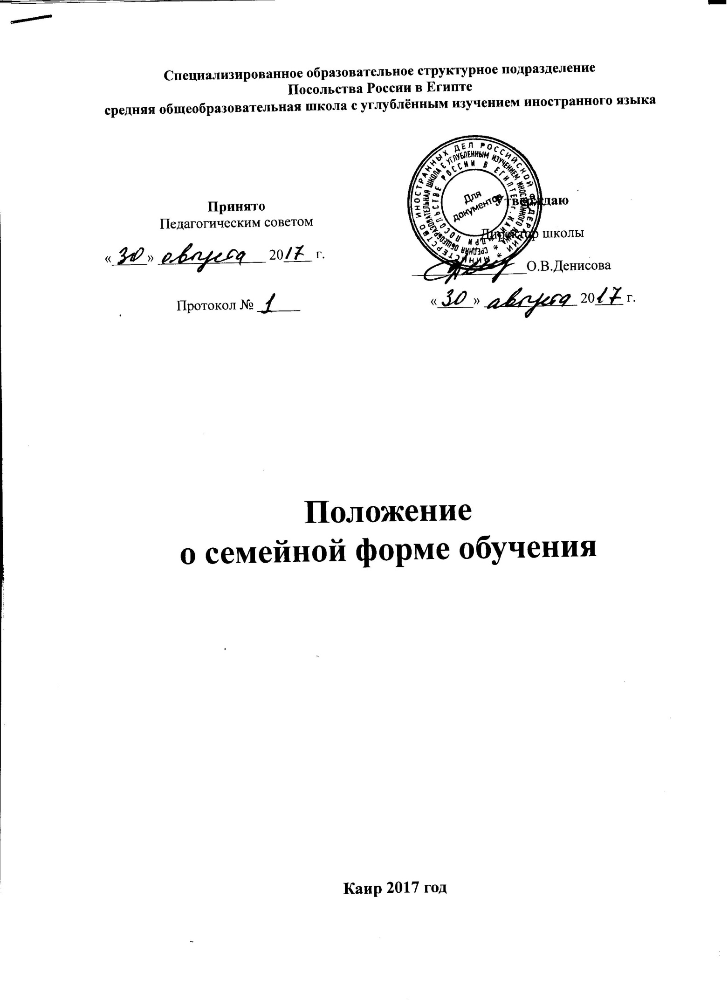 Специализированное образовательное структурное подразделение
Посольства России в Египте
средняя общеобразовательная школа с углублённым изучением иностранного языка
Принято
Педагогическим советом
«30» августа 2017 г.
Протокол № 1
МИНИСТЕРСТВО ИНОСТРАННЫХ ДЕЛ РОССИЙСКОЙ ФЕДЕРАЦИИ *
СРЕДНЯЯ ОБЩЕОБРАЗОВАТЕЛЬНАЯ ШКОЛА С УГЛУБЛЕННЫМ ИЗУЧЕНИЕМ ИНОСТРАННОГО ЯЗЫКА *
ПРИ ПОСОЛЬСТВЕ РОССИИ В ЕГИПТЕ г. КАИР *
Для
документов
Утверждаю
Директор школы
О.В.Денисова
«30» августа 2017 г.
Положение
о семейной форме обучения
Каир 2017 год